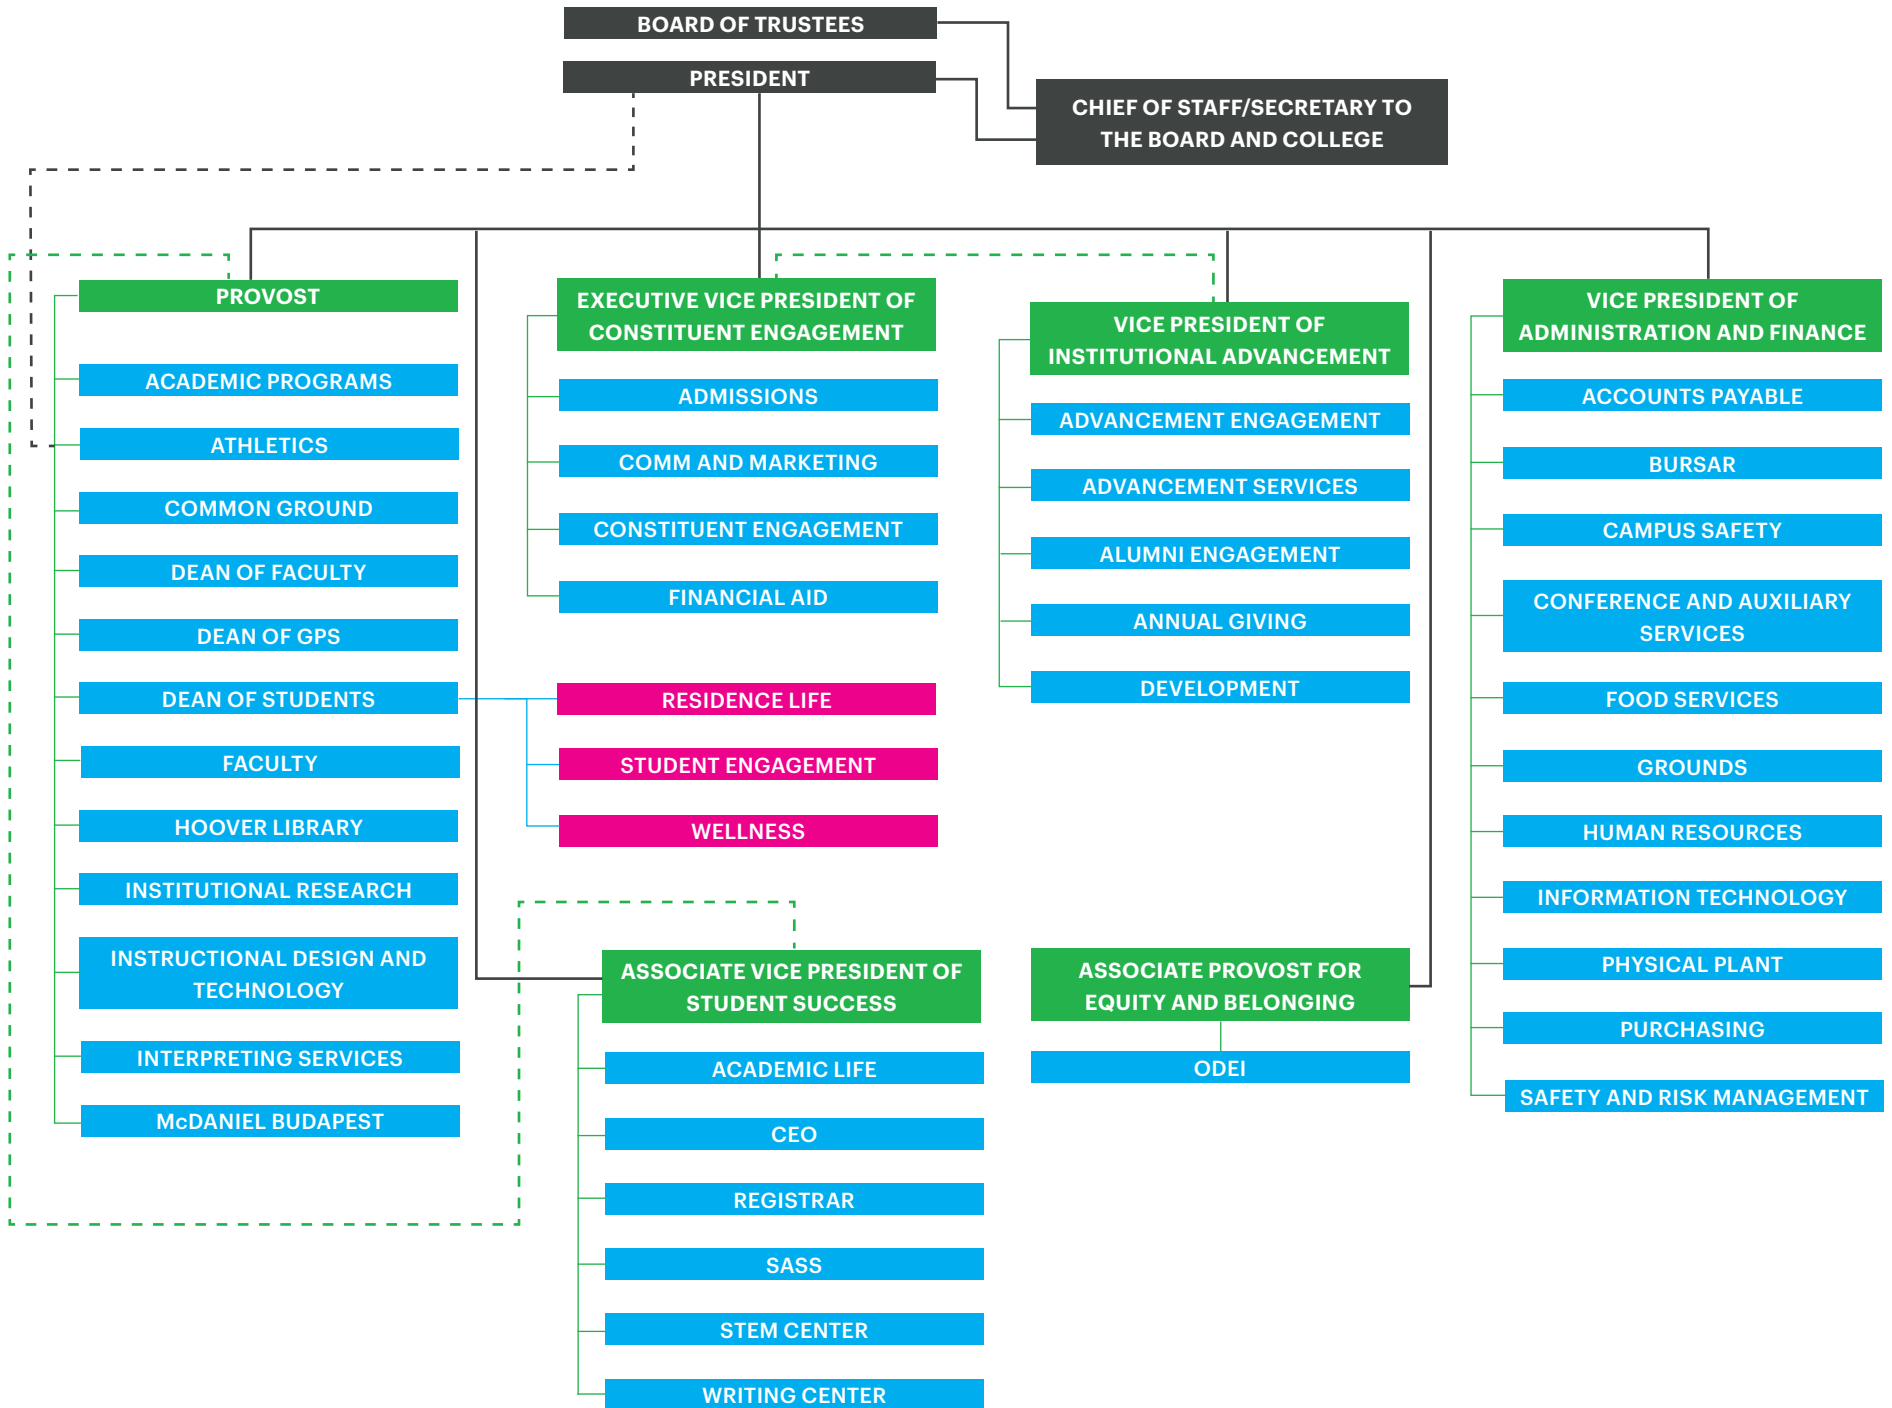 BOARD OF TRUSTEES
PRESIDENT
CHIEF OF STAFF/SECRETARY TO
THE BOARD AND COLLEGE
PROVOST
ACADEMIC PROGRAMS
ATHLETICS
COMMON GROUND
DEAN OF FACULTY
DEAN OF GPS
DEAN OF STUDENTS
FACULTY
HOOVER LIBRARY
INSTITUTIONAL RESEARCH
INSTRUCTIONAL DESIGN AND
TECHNOLOGY
INTERPRETING SERVICES
McDANIEL BUDAPEST
EXECUTIVE VICE PRESIDENT OF
CONSTITUENT ENGAGEMENT
ADMISSIONS
COMM AND MARKETING
CONSTITUENT ENGAGEMENT
FINANCIAL AID
RESIDENCE LIFE
STUDENT ENGAGEMENT
WELLNESS
ASSOCIATE VICE PRESIDENT OF
STUDENT SUCCESS
ACADEMIC LIFE
CEO
REGISTRAR
SASS
STEM CENTER
WRITING CENTER
VICE PRESIDENT OF
INSTITUTIONAL ADVANCEMENT
ADVANCEMENT ENGAGEMENT
ADVANCEMENT SERVICES
ALUMNI ENGAGEMENT
ANNUAL GIVING
DEVELOPMENT
ASSOCIATE PROVOST FOR
EQUITY AND BELONGING
ODEI
VICE PRESIDENT OF
ADMINISTRATION AND FINANCE
ACCOUNTS PAYABLE
BURSAR
CAMPUS SAFETY
CONFERENCE AND AUXILIARY
SERVICES
FOOD SERVICES
GROUNDS
HUMAN RESOURCES
INFORMATION TECHNOLOGY
PHYSICAL PLANT
PURCHASING
SAFETY AND RISK MANAGEMENT